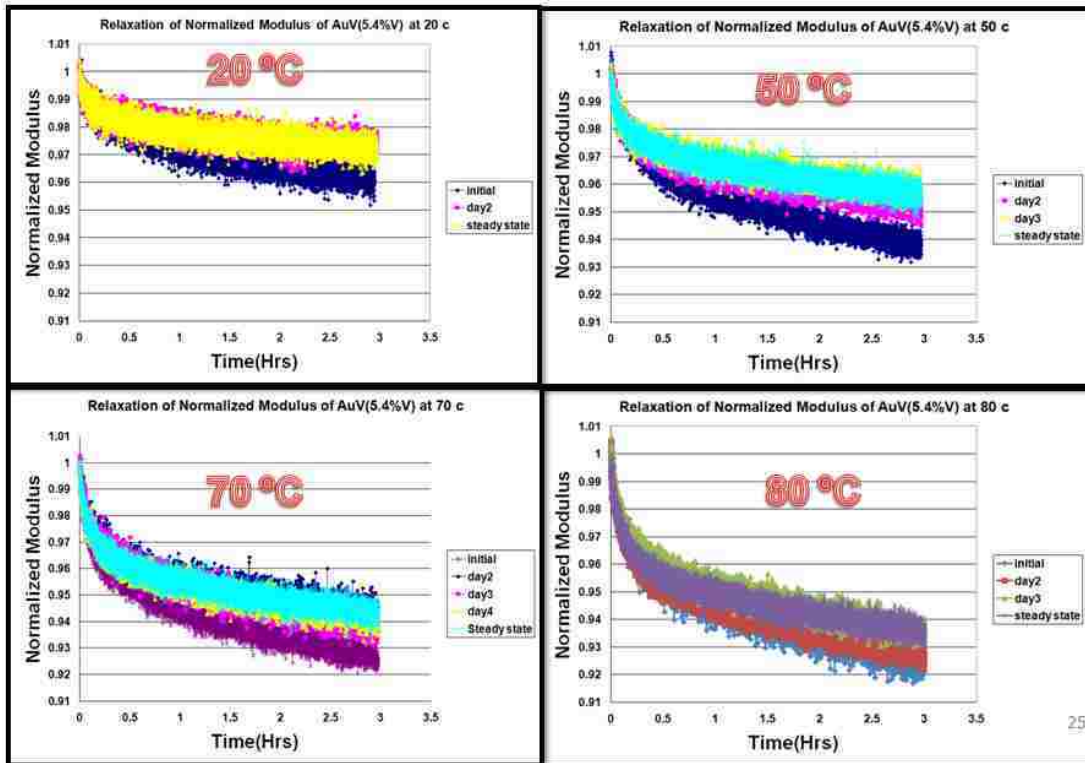 Relaxation of Normalized Modulus of AuV(5.4%V) at 20 c
20 ºC
Normalized Modulus
1.01
1
0.99
0.98
0.97
0.96
0.95
0.94
0.93
0.92
0.91
0 0.5 1 1.5 2 2.5 3 3.5
Time(Hrs)
initial
day2
steady state
Relaxation of Normalized Modulus of AuV(5.4%V) at 50 c
50 ºC
Normalized Modulus
1.01
1
0.99
0.98
0.97
0.96
0.95
0.94
0.93
0.92
0.91
0 0.5 1 1.5 2 2.5 3 3.5
Time(Hrs)
initial
day2
day3
steady state
Relaxation of Normalized Modulus of AuV(5.4%V) at 70 c
70 ºC
Normalized Modulus
1.01
1
0.99
0.98
0.97
0.96
0.95
0.94
0.93
0.92
0.91
0 0.5 1 1.5 2 2.5 3 3.5
Time(Hrs)
initial
day2
day3
day4
Steady state
Relaxation of Normalized Modulus of AuV(5.4%V) at 80 c
80 ºC
Normalized Modulus
1.01
1
0.99
0.98
0.97
0.96
0.95
0.94
0.93
0.92
0.91
0 0.5 1 1.5 2 2.5 3 3.5
Time(Hrs)
initial
day2
day3
steady state
25